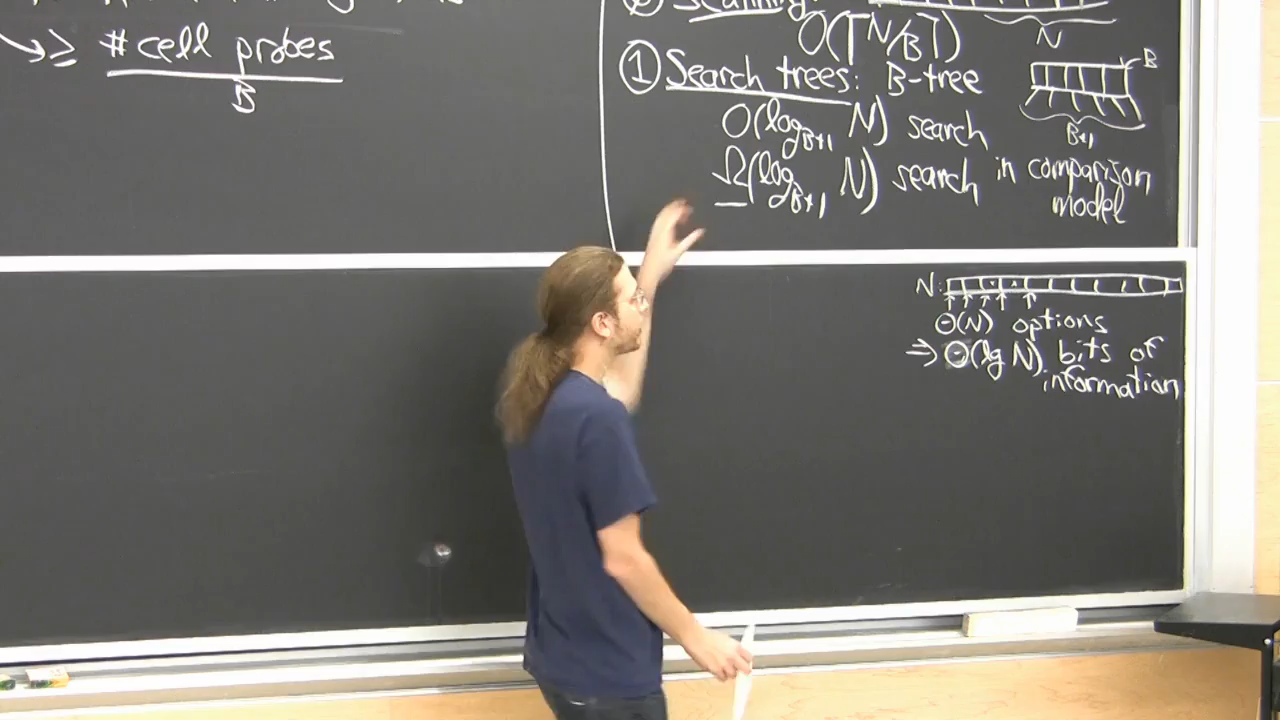 ≥ # cell probes
B
② Scanning:
N
O(⌈N/B⌉)
① Search trees: B-tree
B
B+1
O(log_{B+1} N) search
Ω(log_{B+1} N) search in comparison model
N:
Θ(N) options
⇒ Θ(lg N) bits of
information